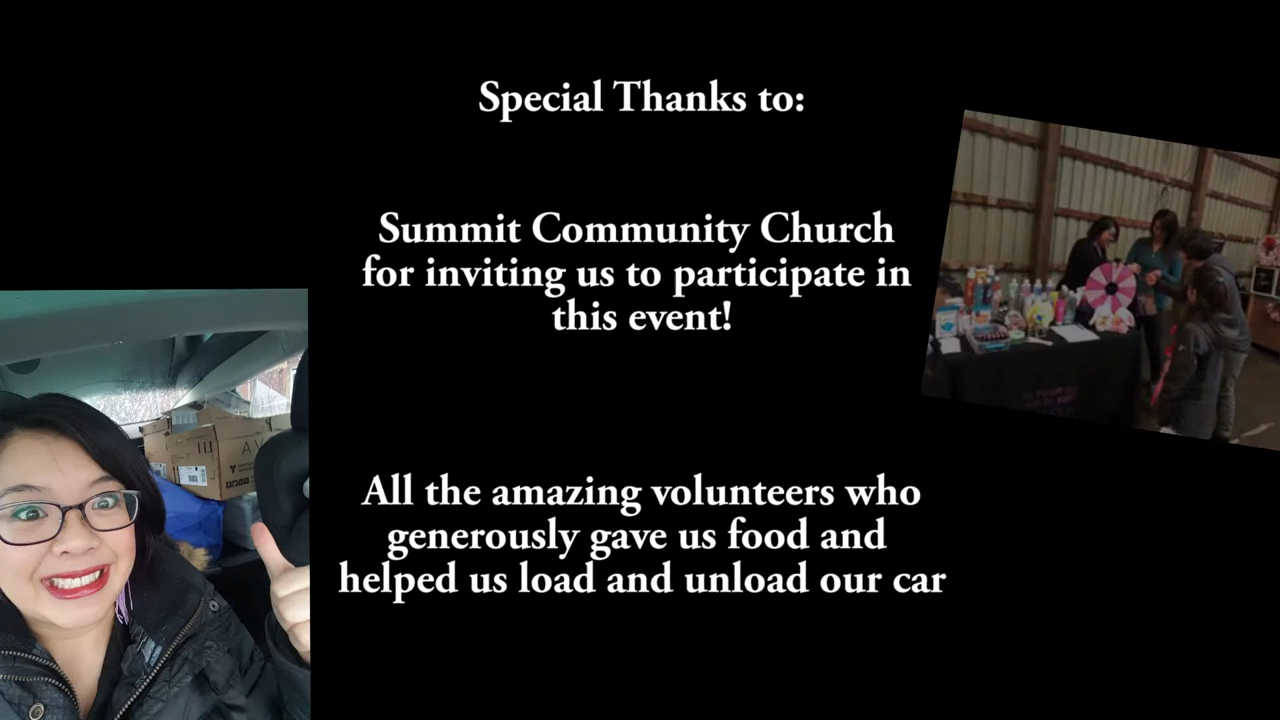 Special Thanks to:
Summit Community Church
for inviting us to participate in
this event!
AV
All the amazing volunteers who
generously gave us food and
helped us load and unload our car